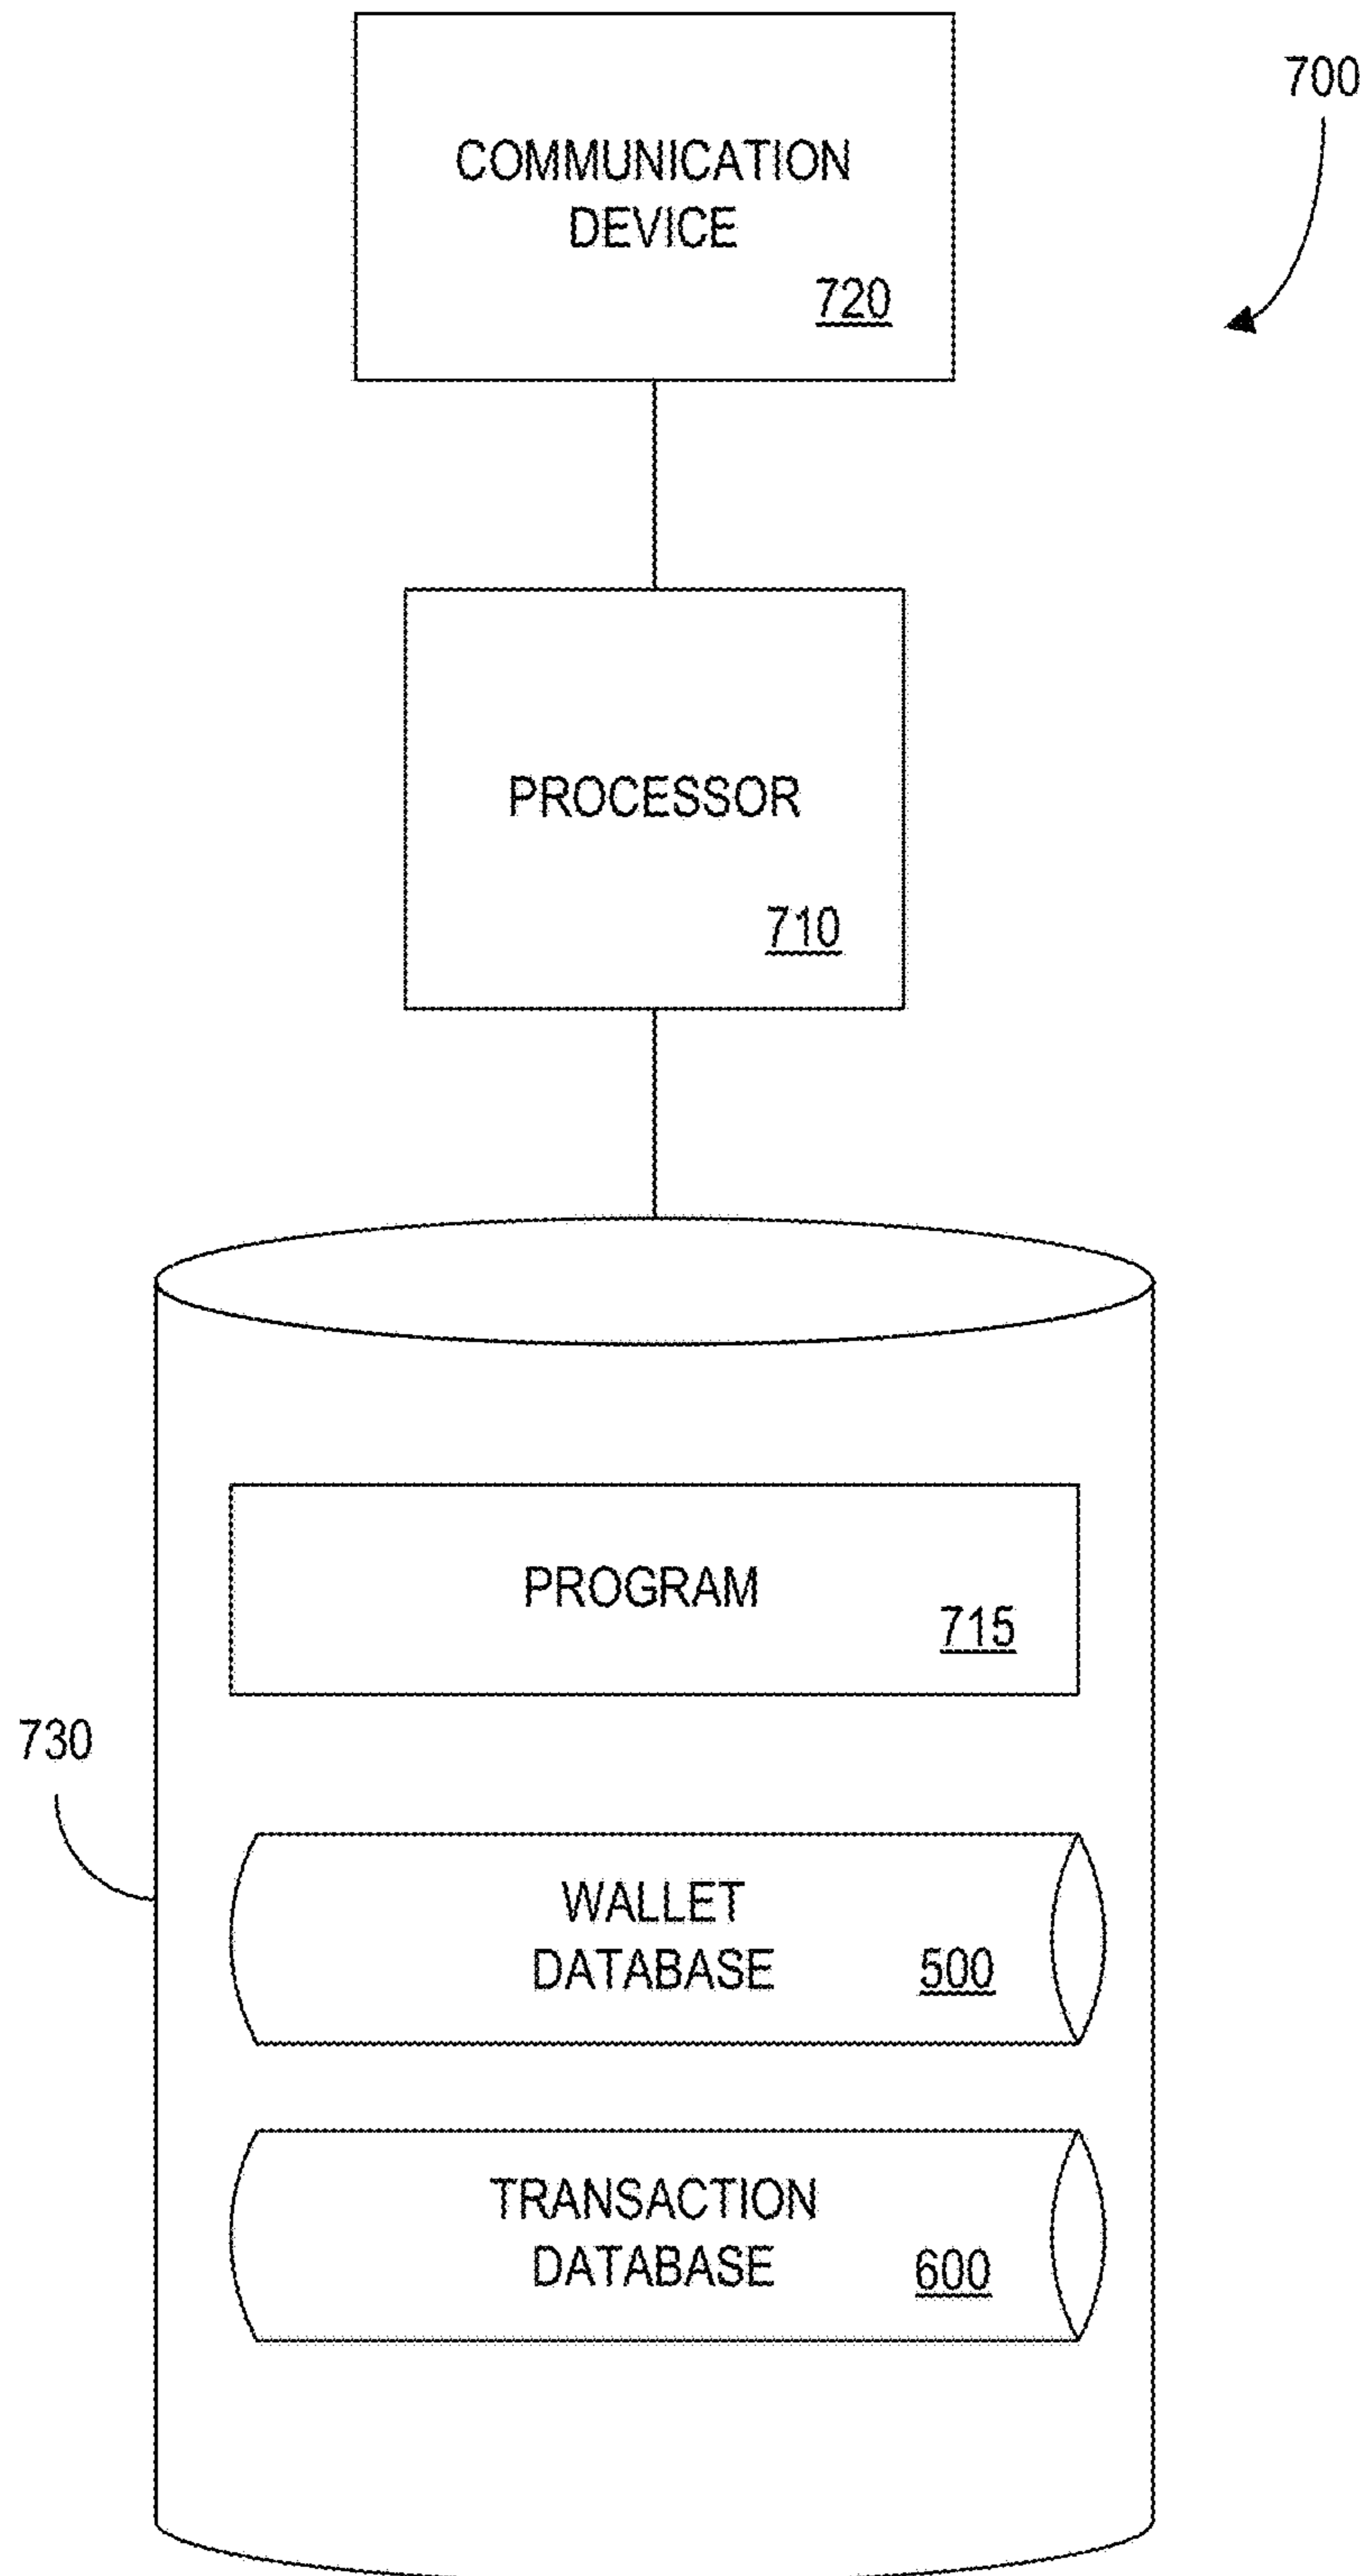 700
COMMUNICATION
DEVICE
720
PROCESSOR
710
PROGRAM
715
730
WALLET
DATABASE
500
TRANSACTION
DATABASE
600